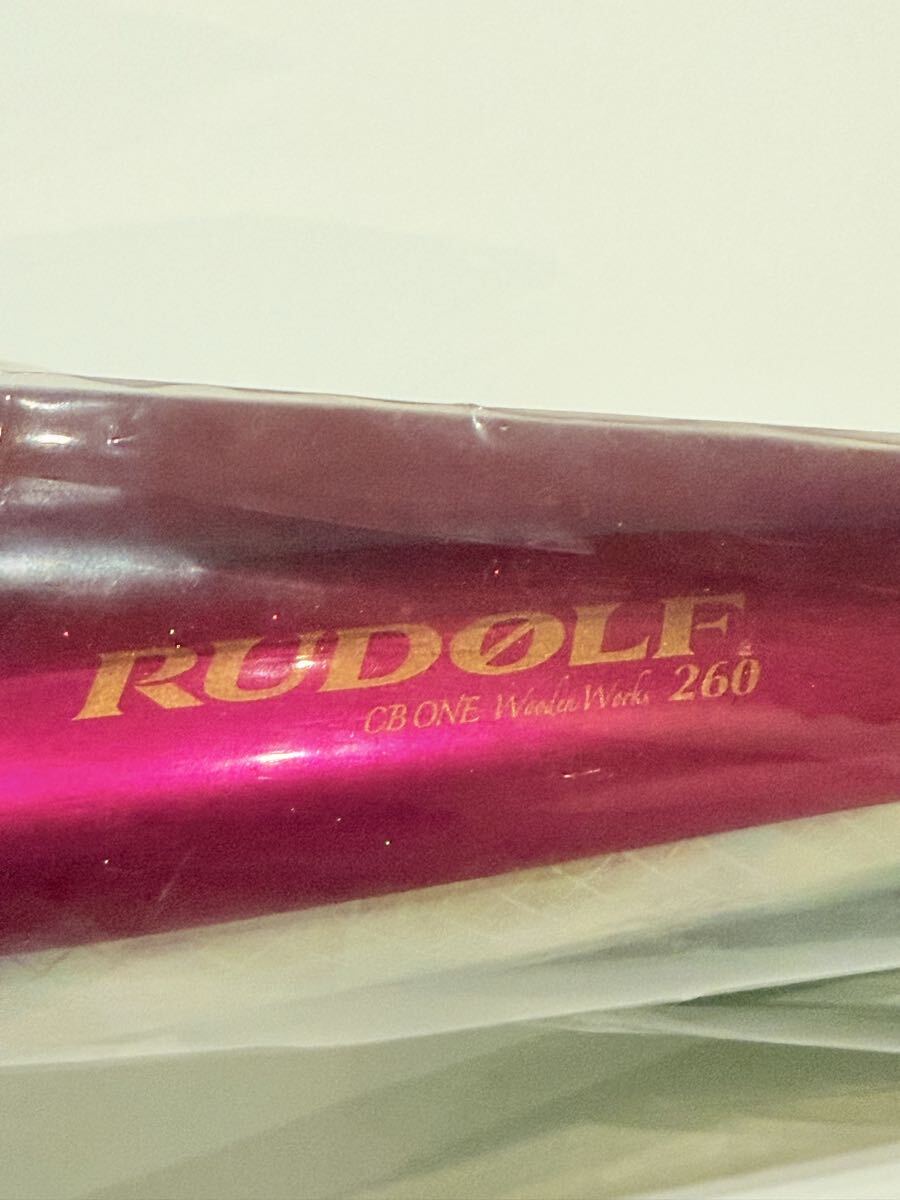 RUDØLF
CB ONE Wooden Works 260